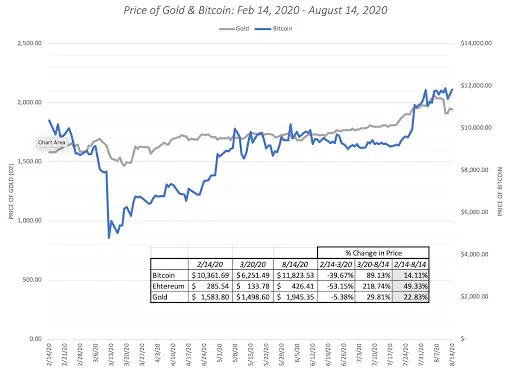 Price of Gold & Bitcoin: Feb 14, 2020 - August 14, 2020
Gold Bitcoin
2,500.00 $14,000.00
$12,000.00
2,000.00
Chart Area
$10,000.00
1,500.00
$8,000.00
PRICE OF GOLD (OZ)
PRICE OF BITCOIN
1,000.00
$6,000.00
$4,000.00
500.00
$2,000.00
0.00 $-
% Change in Price
2/14/20 3/20/20 8/14/20 2/14-3/20 3/20-8/14 2/14-8/14
Bitcoin $10,361.69 $6,251.49 $11,823.53 -39.67% 89.13% 14.11%
Ehtereum $ 285.54 $ 133.78 $ 426.41 -53.15% 218.74% 49.33%
Gold $ 1,583.80 $1,498.60 $ 1,945.35 -5.38% 29.81% 22.83%
2/14/20 2/21/20 2/28/20 3/6/20 3/13/20 3/20/20 3/27/20 4/3/20 4/10/20 4/17/20 4/24/20 5/1/20 5/8/20 5/15/20 5/22/20 5/29/20 6/5/20 6/12/20 6/19/20 6/26/20 7/3/20 7/10/20 7/17/20 7/24/20 7/31/20 8/7/20 8/14/20